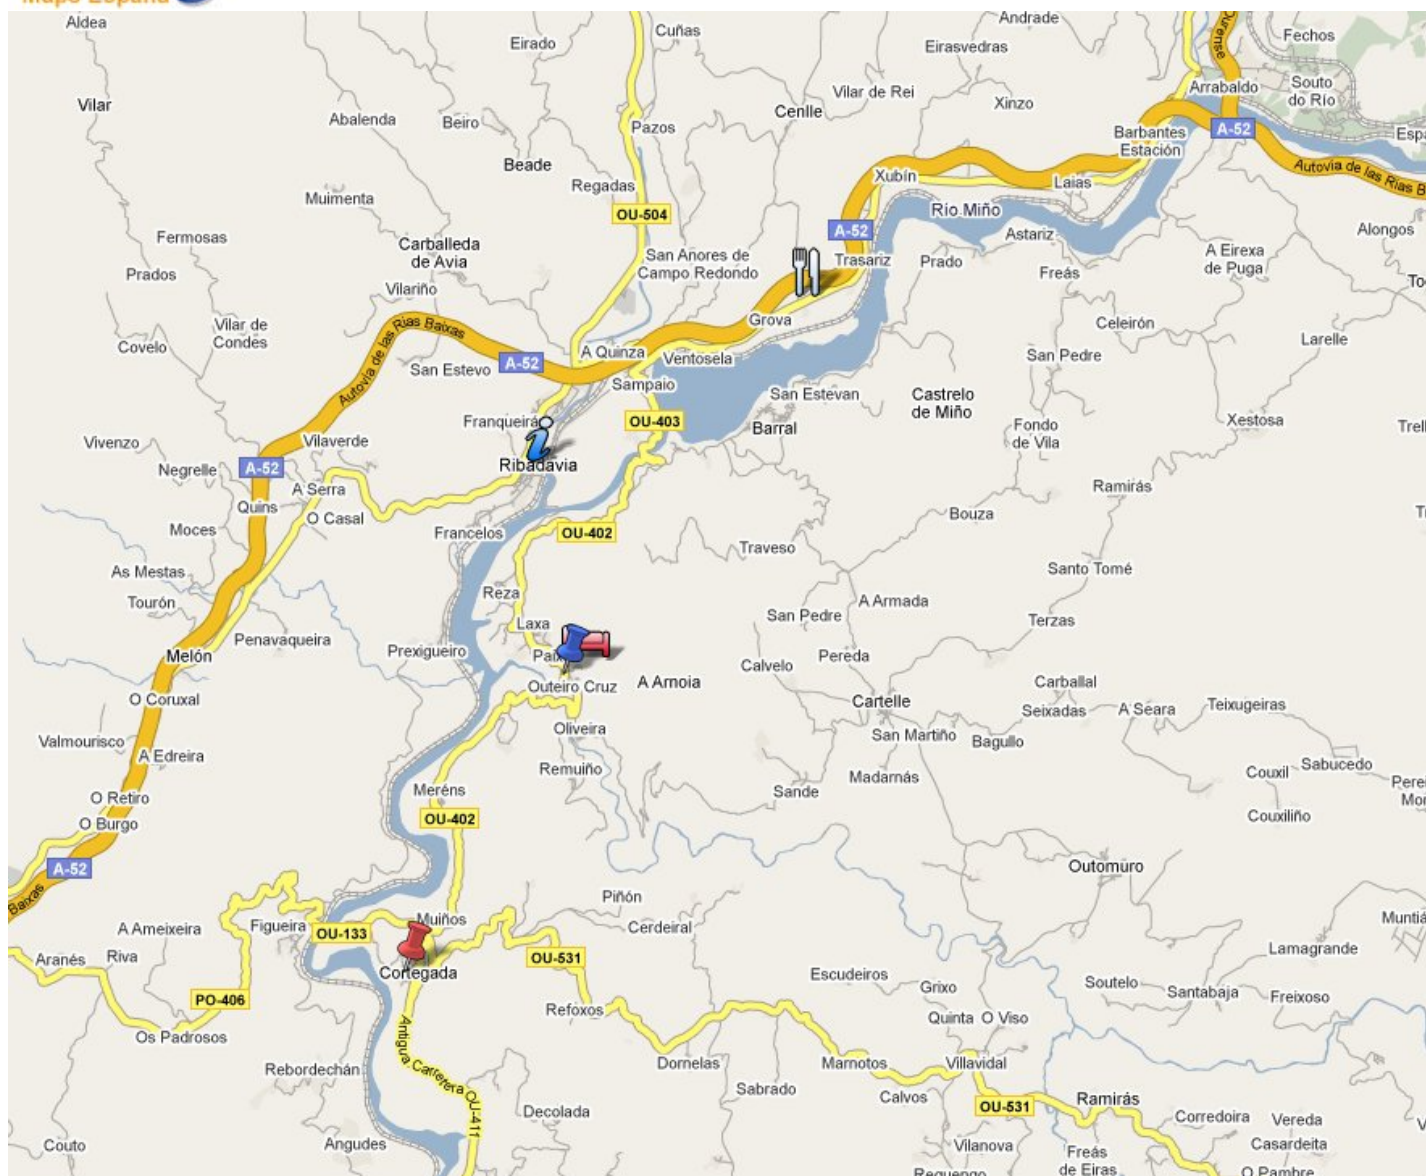 Maps España
Aldea
Eirado
Cuñas
Andrade
Eirasvedras
Ourense
Fechos
Vilar
Abalenda
Beiro
Pazos
Cenlle
Vilar de Rei
Xinzo
Arrabaldo
Souto
do Río
Beade
Regadas
Barbantes
Estación
A-52
Autovia de las Rias B
Muimenta
OU-504
Xubín
Laias
Rio Miño
Fermosas
Carballeda
de Avia
San Añores de
Campo Redondo
A-52
Trasariz
Prado
Astariz
Freás
A Eirexa
de Puga
Alongos
Prados
Vilariño
Grova
Celeirón
Vilar de
Condes
Covelo
Autovia de las Rias Baixas
San Estevo
A-52
A Quinza
Ventosela
Sampaio
San Pedre
Larelle
San Estevan
Castrelo
de Miño
Franqueirán
OU-403
Barral
Fondo
de Vila
Xestosa
Vivenzo
Vilaverde
Negrelle
A-52
Ribadavia
A Serra
Quins
O Casal
Ramirás
Moces
Francelos
OU-402
Bouza
Traveso
As Mestas
Santo Tomé
Tourón
Reza
San Pedre
A Armada
Laxa
Terzas
Penavaqueira
Prexigueiro
Melón
Calvelo
Pereda
O Coruxal
Outeiro Cruz
A Arnoia
Cartelle
Carballal
Seixadas
A Seara
Teixugeiras
Valmourisco
A Edreira
Oliveira
San Martiño
Bagullo
Remuiño
Madarnás
Sande
Couxil
Sabucedo
O Retiro
O Burgo
Meréns
OU-402
Couxiliño
A-52
Baixas
Outomuro
Piñón
Cerdeiral
A Ameixeira
Figueira
OU-133
Muiños
Lamagrande
Aranés
Riva
Cortegada
OU-531
Escudeiros
Grixo
Soutelo
Santabaja
Freixoso
PO-406
Os Padrosos
Refoxos
Quinta
O Viso
Antigua Carretera OU-411
Rebordechán
Dornelas
Marnotos
Villavidal
Sabrado
Calvos
OU-531
Ramirás
Decolada
Corredoira
Vereda
Couto
Angudes
Vilanova
Freás
de Eiras
Casardeita
O Pambre